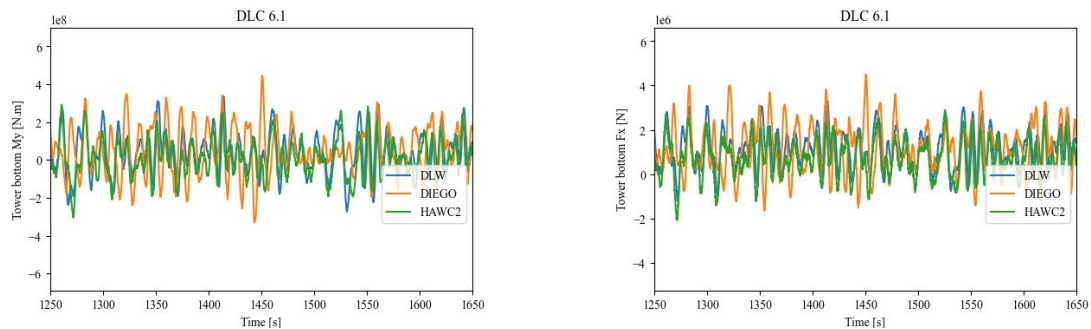 DLC 6.1
1e8
Tower bottom My [N.m]
6
4
2
0
−2
−4
−6
DLW
DIEGO
HAWC2
1250 1300 1350 1400 1450 1500 1550 1600 1650
Time [s]
DLC 6.1
1e6
Tower bottom Fx [N]
6
4
2
0
−2
−4
DLW
DIEGO
HAWC2
1250 1300 1350 1400 1450 1500 1550 1600 1650
Time [s]